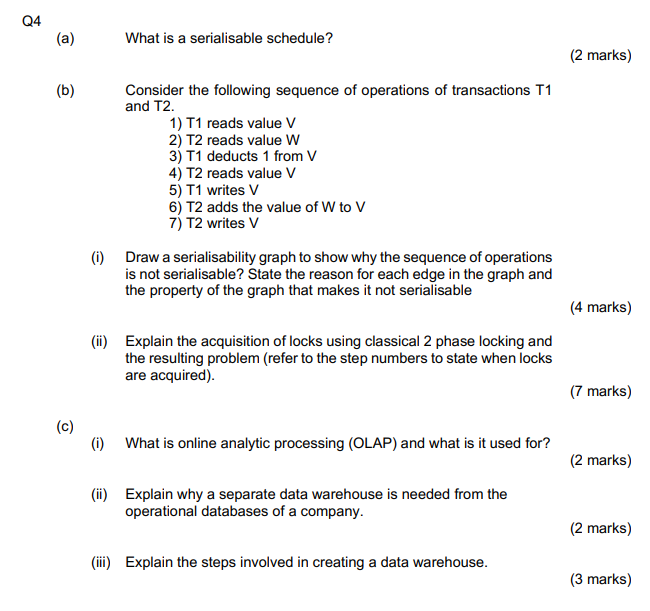 Q4
(a) What is a serialisable schedule?
(2 marks)
(b) Consider the following sequence of operations of transactions T1
and T2.
1) T1 reads value V
2) T2 reads value W
3) T1 deducts 1 from V
4) T2 reads value V
5) T1 writes V
6) T2 adds the value of W to V
7) T2 writes V
(i) Draw a serialisability graph to show why the sequence of operations
is not serialisable? State the reason for each edge in the graph and
the property of the graph that makes it not serialisable
(4 marks)
(ii) Explain the acquisition of locks using classical 2 phase locking and
the resulting problem (refer to the step numbers to state when locks
are acquired).
(7 marks)
(c)
(i) What is online analytic processing (OLAP) and what is it used for?
(2 marks)
(ii) Explain why a separate data warehouse is needed from the
operational databases of a company.
(2 marks)
(iii) Explain the steps involved in creating a data warehouse.
(3 marks)